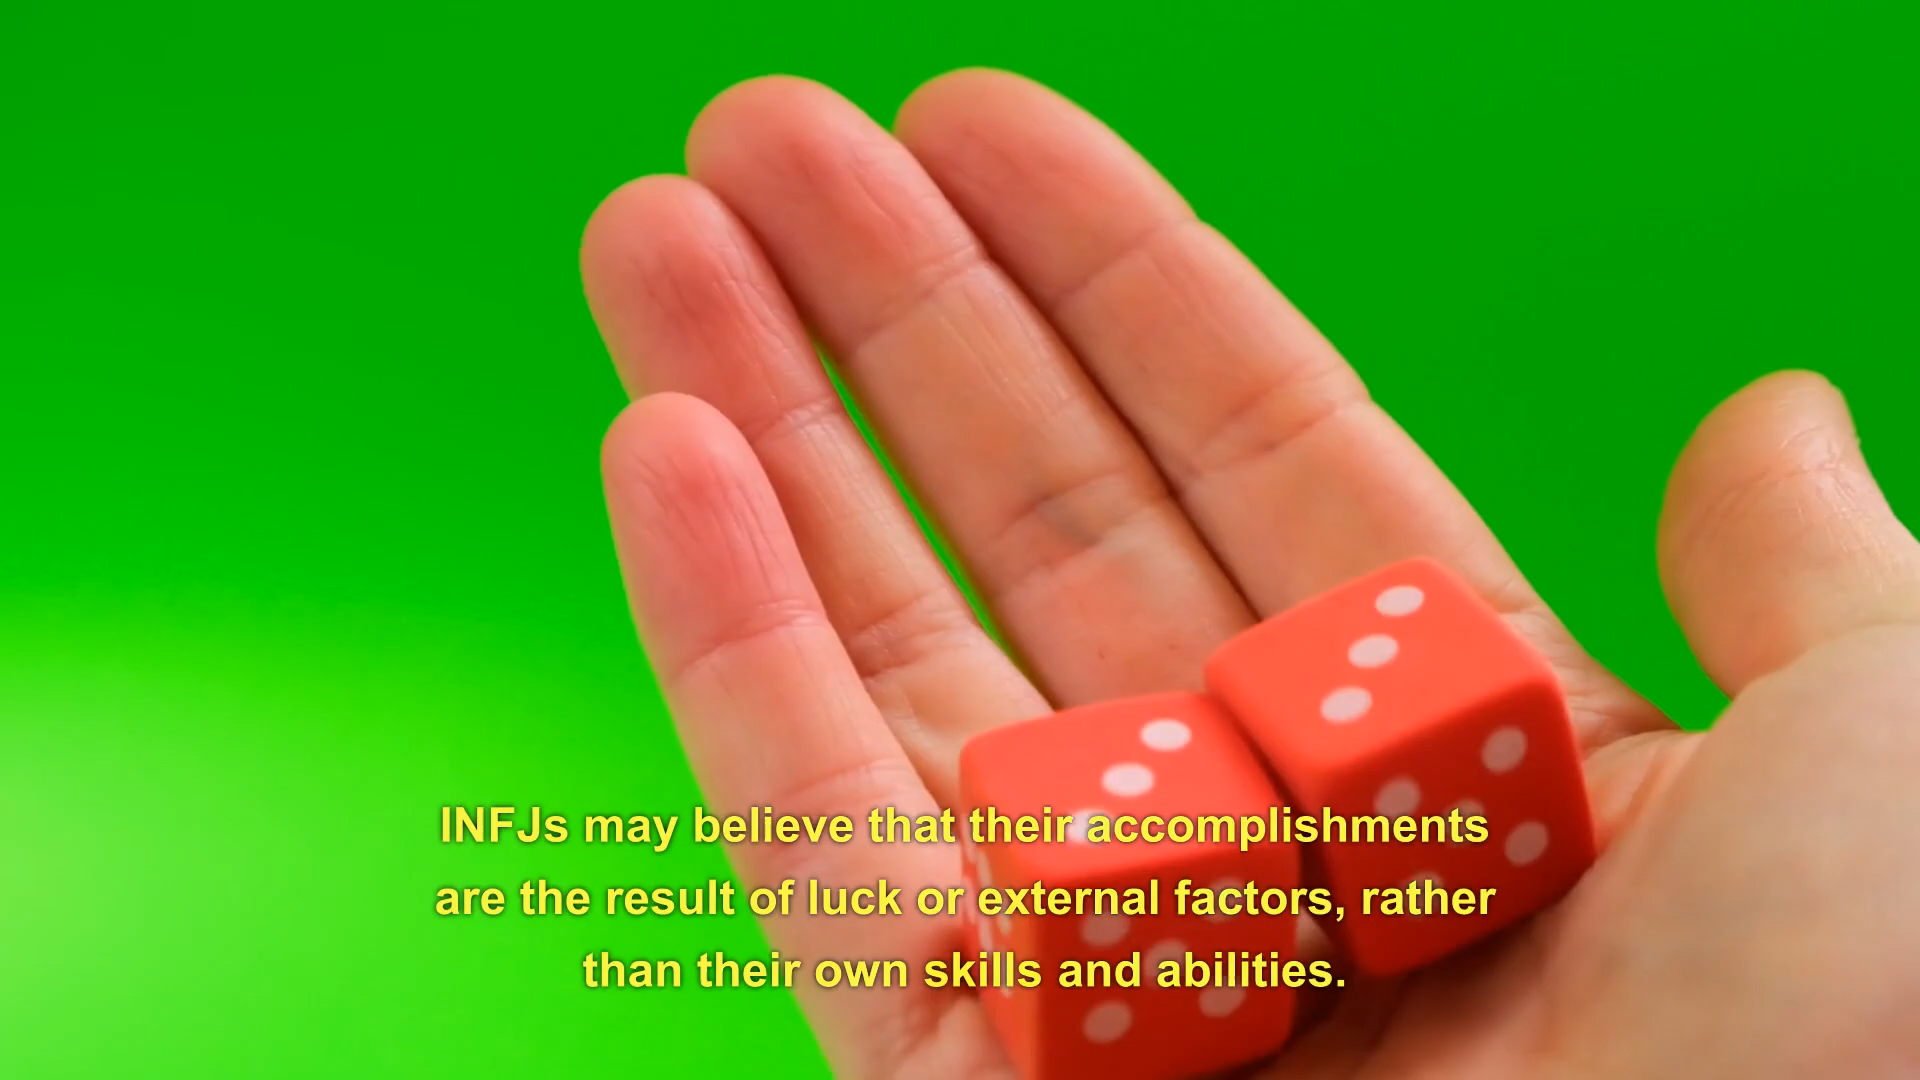 INFJs may believe that their accomplishments
are the result of luck or external factors, rather
than their own skills and abilities.